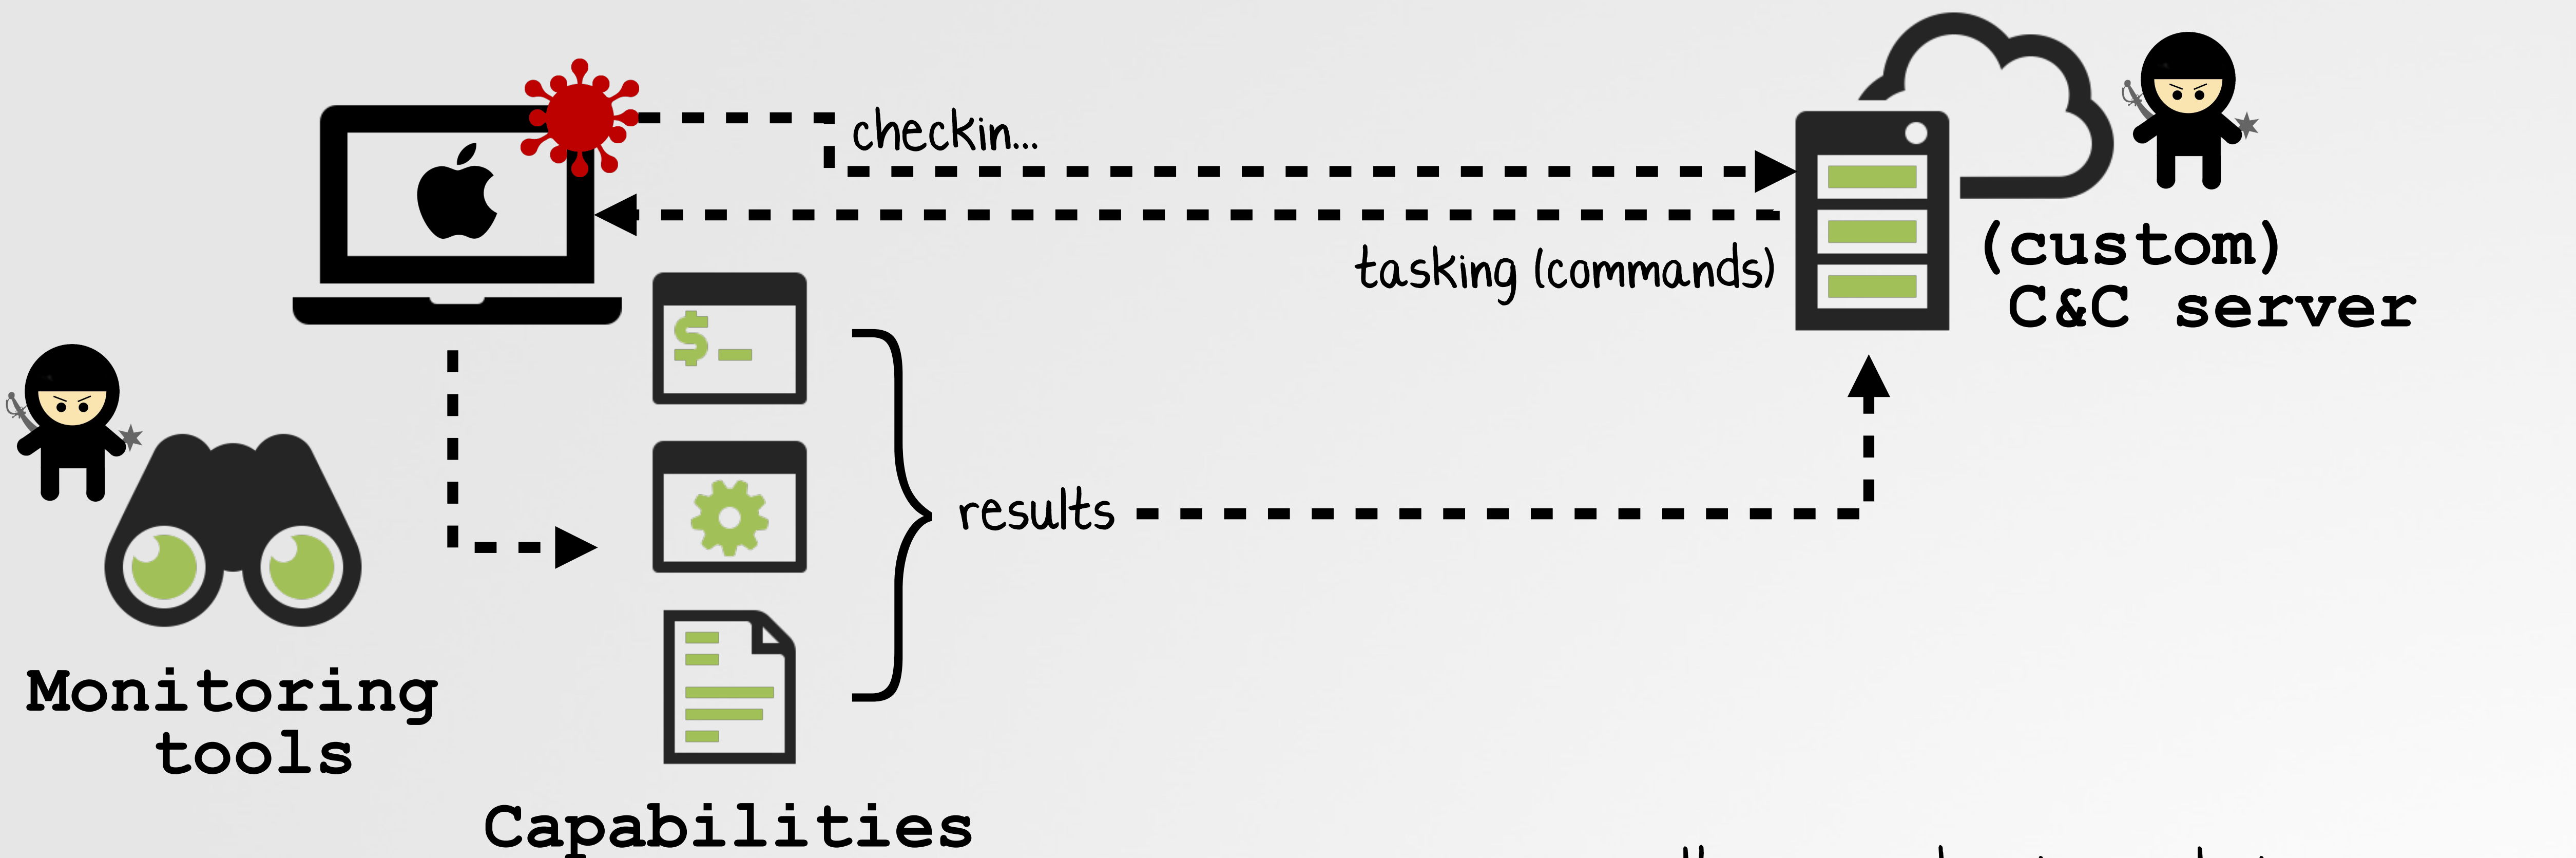 checkin...
tasking (commands)
(custom)
C&C server
$_
results
Monitoring
tools
Capabilities